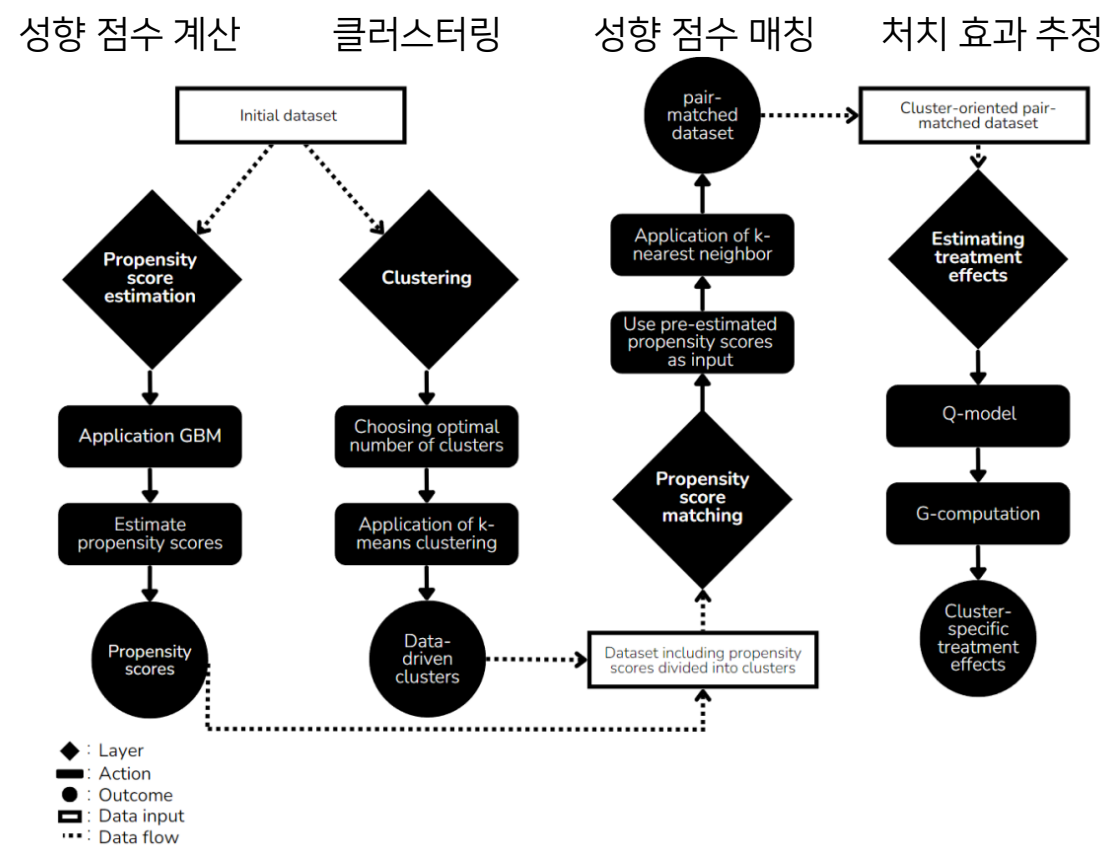 성향 점수 계산
클러스터링
성향 점수 매칭
처치 효과 추정
Initial dataset
Propensity
score
estimation
Application GBM
Estimate
propensity scores
Propensity
scores
Clustering
Choosing optimal
number of clusters
Application of k-
means clustering
Data-
driven
clusters
pair-
matched
dataset
Application of k-
nearest neighbor
Use pre-estimated
propensity scores
as input
Propensity
score
matching
Dataset including propensity
scores divided into clusters
Cluster-oriented pair-
matched dataset
Estimating
treatment
effects
Q-model
G-computation
Cluster-
specific
treatment
effects
: Layer
: Action
: Outcome
: Data input
: Data flow